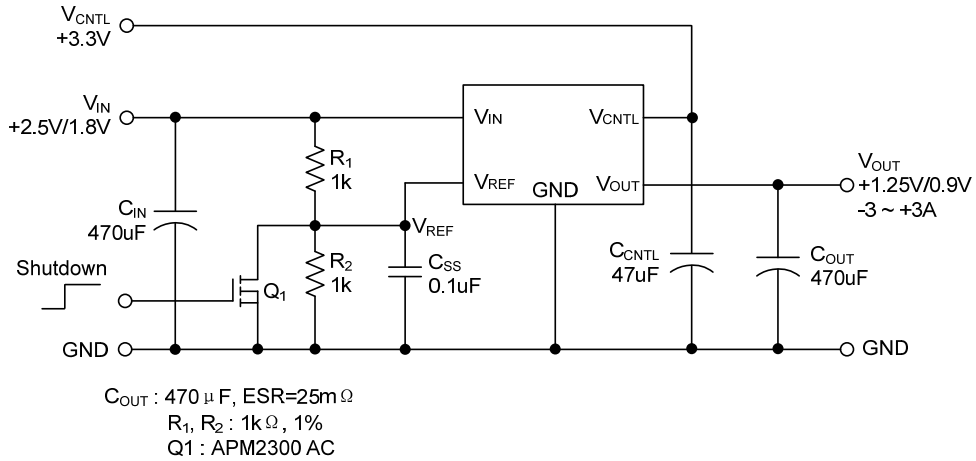 VCNTL
+3.3V
VIN
+2.5V/1.8V
VIN
VCNTL
R1
1k
VREF
GND
VOUT
VOUT
+1.25V/0.9V
-3 ~ +3A
CIN
470uF
VREF
Shutdown
Q1
R2
1k
CSS
0.1uF
CCNTL
47uF
COUT
470uF
GND
GND
COUT : 470μF, ESR=25mΩ
R1, R2 : 1kΩ, 1%
Q1 : APM2300 AC